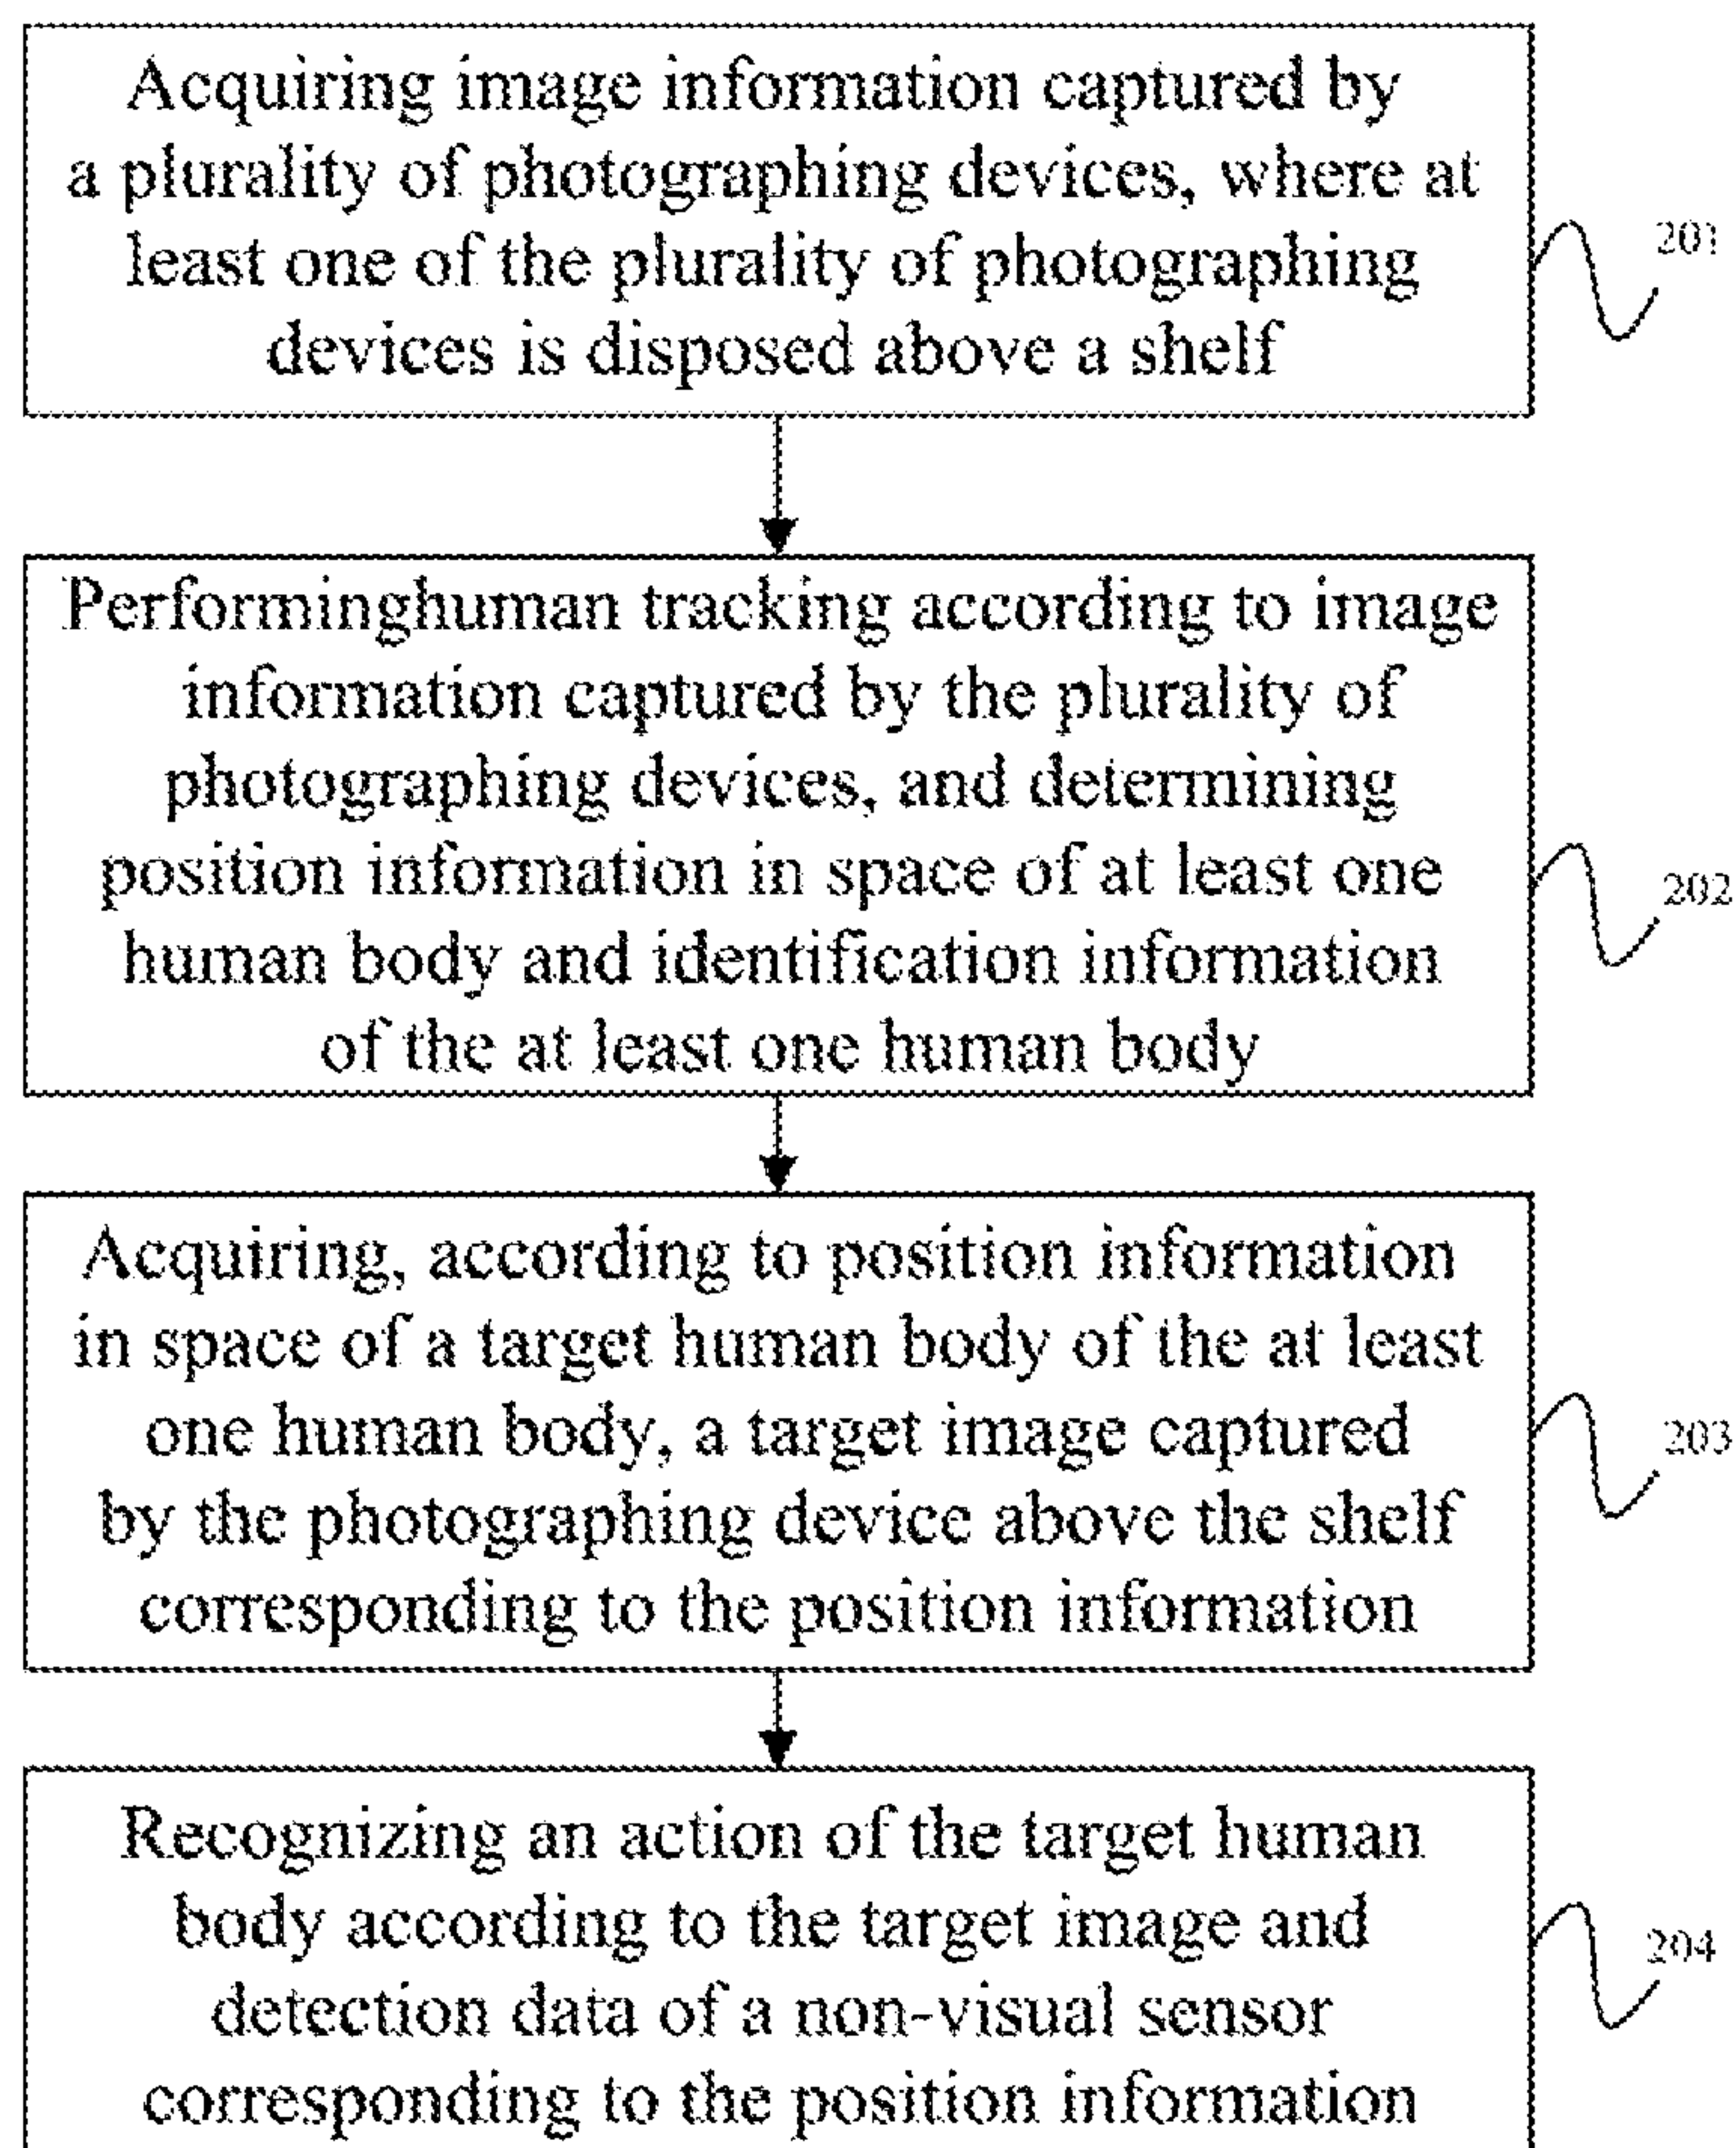 Acquiring image information captured by
a plurality of photographing devices, where at
least one of the plurality of photographing
devices is disposed above a shelf
201
Performinghuman tracking according to image
information captured by the plurality of
photographing devices, and determining
position information in space of at least one
human body and identification information
of the at least one human body
202
Acquiring, according to position information
in space of a target human body of the at least
one human body, a target image captured
by the photographing device above the shelf
corresponding to the position information
203
Recognizing an action of the target human
body according to the target image and
detection data of a non-visual sensor
corresponding to the position information
204